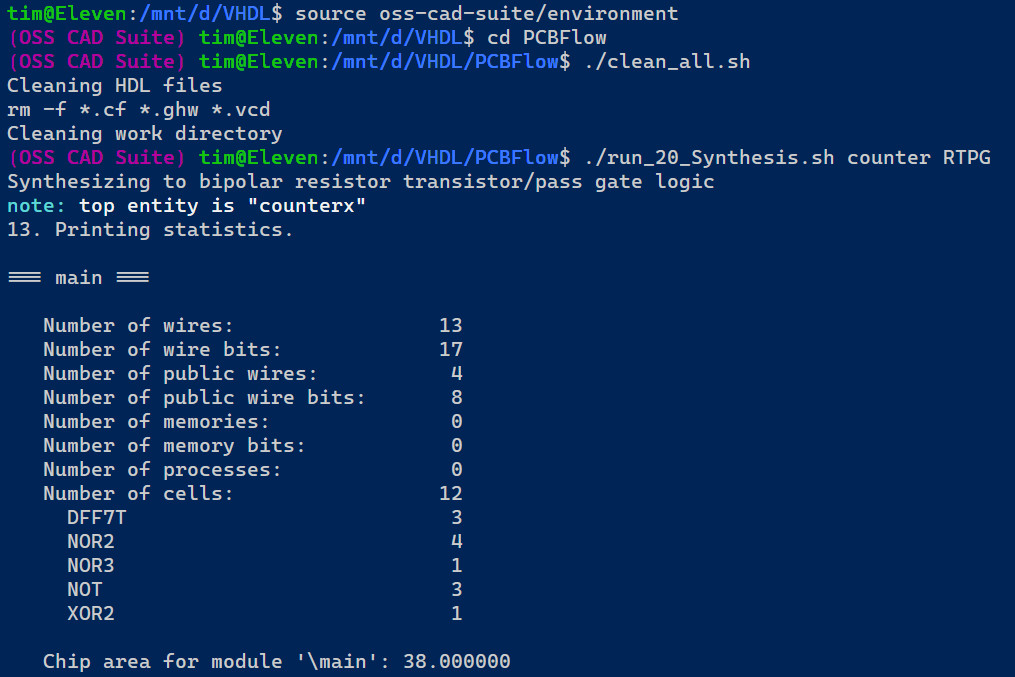 tim@Eleven:/mnt/d/VHDL$ source oss-cad-suite/environment
(OSS CAD Suite) tim@Eleven:/mnt/d/VHDL$ cd PCBFlow
(OSS CAD Suite) tim@Eleven:/mnt/d/VHDL/PCBFlow$ ./clean_all.sh
Cleaning HDL files
rm -f *.cf *.ghw *.vcd
Cleaning work directory
(OSS CAD Suite) tim@Eleven:/mnt/d/VHDL/PCBFlow$ ./run_20_Synthesis.sh counter RTPG
Synthesizing to bipolar resistor transistor/pass gate logic
note: top entity is "counterx"
13. Printing statistics.
=== main ===
Number of wires: 13
Number of wire bits: 17
Number of public wires: 4
Number of public wire bits: 8
Number of memories: 0
Number of memory bits: 0
Number of processes: 0
Number of cells: 12
DFF7T 3
NOR2 4
NOR3 1
NOT 3
XOR2 1
Chip area for module '\main': 38.000000